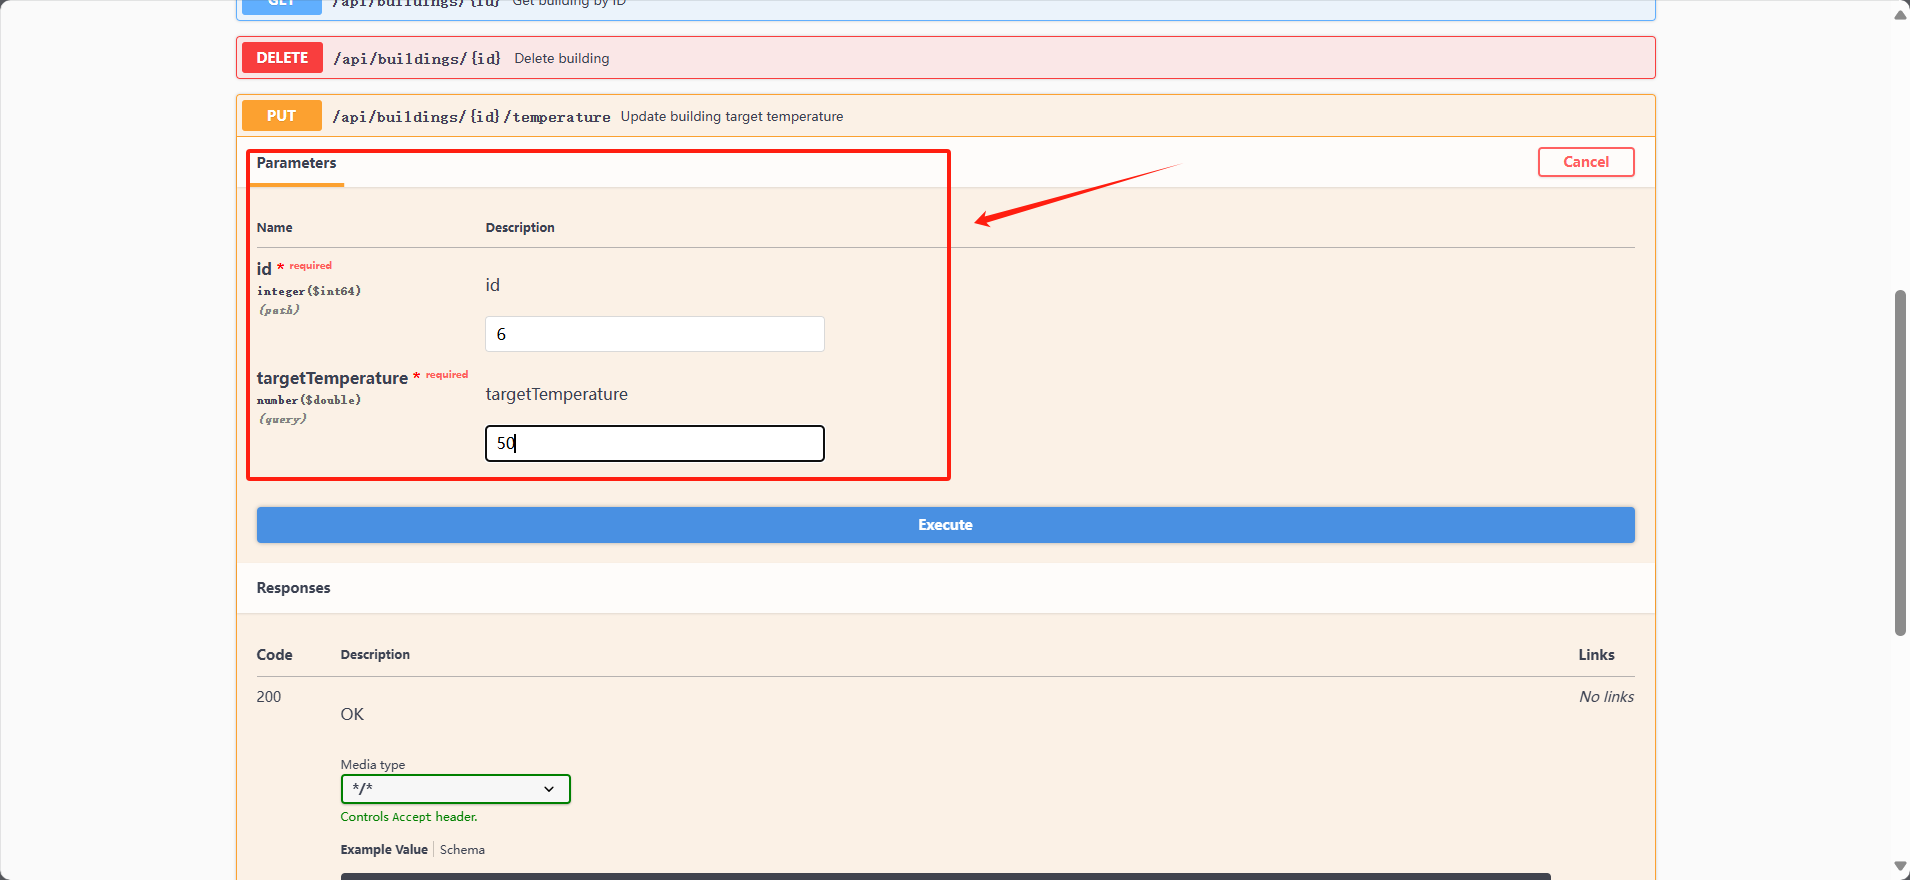 GET /api/buildings/{id} Get building by ID
DELETE /api/buildings/{id} Delete building
PUT /api/buildings/{id}/temperature Update building target temperature
Parameters
Cancel
Name Description
id * required
integer($int64)
(path)
id
6
targetTemperature * required
number($double)
(query)
targetTemperature
50
Execute
Responses
Code Description Links
200
OK
No links
Media type
*/*
Controls Accept header.
Example Value Schema